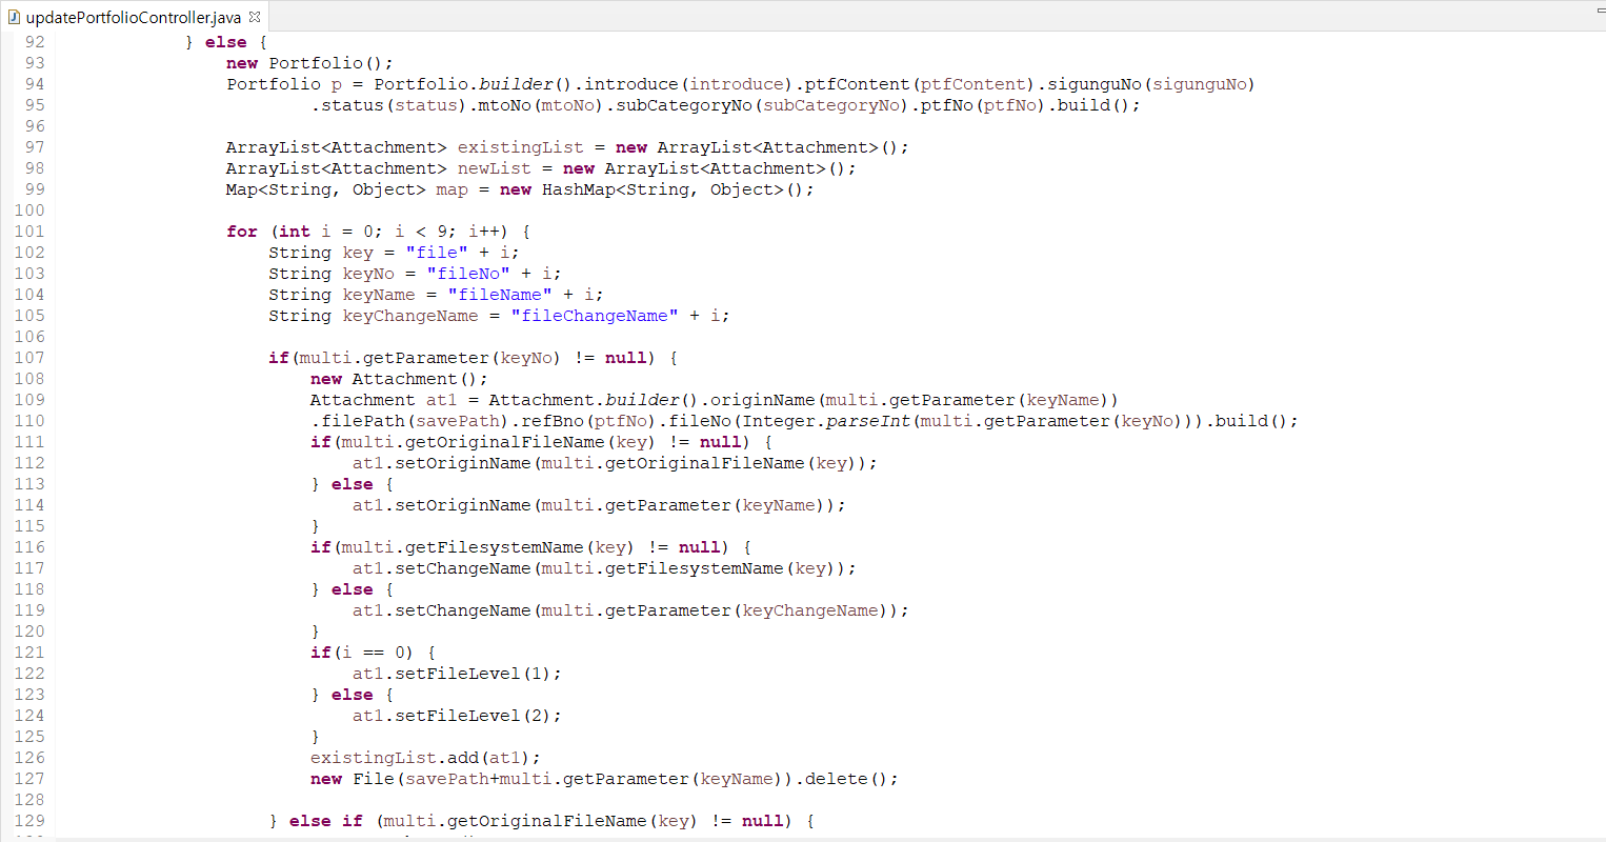 updatePortfolioController.java
92 } else {
93 new Portfolio();
94 Portfolio p = Portfolio.builder().introduce(introduce).ptfContent(ptfContent).sigunguNo(sigunguNo)
95 .status(status).mtoNo(mtoNo).subCategoryNo(subCategoryNo).ptfNo(ptfNo).build();
96
97 ArrayList<Attachment> existingList = new ArrayList<Attachment>();
98 ArrayList<Attachment> newList = new ArrayList<Attachment>();
99 Map<String, Object> map = new HashMap<String, Object>();
100
101 for (int i = 0; i < 9; i++) {
102 String key = "file" + i;
103 String keyNo = "fileNo" + i;
104 String keyName = "fileName" + i;
105 String keyChangeName = "fileChangeName" + i;
106
107 if(multi.getParameter(keyNo) != null) {
108 new Attachment();
109 Attachment at1 = Attachment.builder().originName(multi.getParameter(keyName))
110 .filePath(savePath).refBno(ptfNo).fileNo(Integer.parseInt(multi.getParameter(keyNo))).build();
111 if(multi.getOriginalFileName(key) != null) {
112 at1.setOriginName(multi.getOriginalFileName(key));
113 } else {
114 at1.setOriginName(multi.getParameter(keyName));
115 }
116 if(multi.getFilesystemName(key) != null) {
117 at1.setChangeName(multi.getFilesystemName(key));
118 } else {
119 at1.setChangeName(multi.getParameter(keyChangeName));
120 }
121 if(i == 0) {
122 at1.setFileLevel(1);
123 } else {
124 at1.setFileLevel(2);
125 }
126 existingList.add(at1);
127 new File(savePath+multi.getParameter(keyName)).delete();
128
129 } else if (multi.getOriginalFileName(key) != null) {